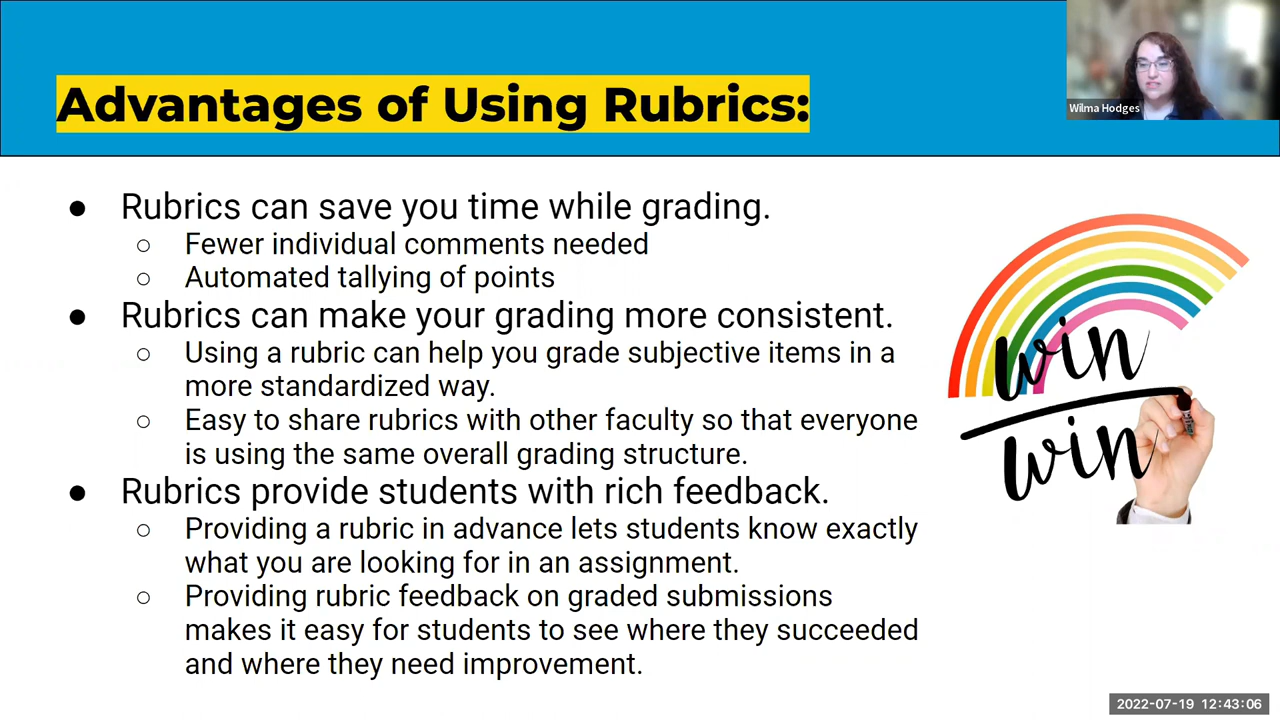 Advantages of Using Rubrics:
Wilma Hodges
● Rubrics can save you time while grading.
○ Fewer individual comments needed
○ Automated tallying of points
● Rubrics can make your grading more consistent.
○ Using a rubric can help you grade subjective items in a
more standardized way.
○ Easy to share rubrics with other faculty so that everyone
is using the same overall grading structure.
● Rubrics provide students with rich feedback.
○ Providing a rubric in advance lets students know exactly
what you are looking for in an assignment.
○ Providing rubric feedback on graded submissions
makes it easy for students to see where they succeeded
and where they need improvement.
win
win
2022-07-19 12:43:06